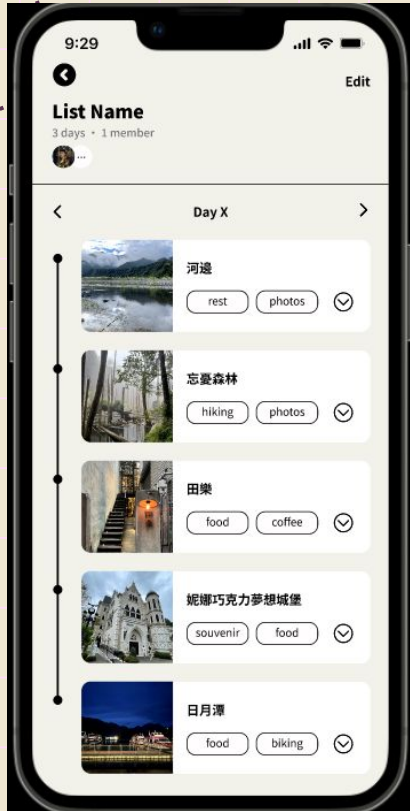 9:29
Edit
List Name
3 days • 1 member
...
Day X
河邊
rest photos
忘憂森林
hiking photos
田樂
food coffee
妮娜巧克力夢想城堡
souvenir food
日月潭
food biking